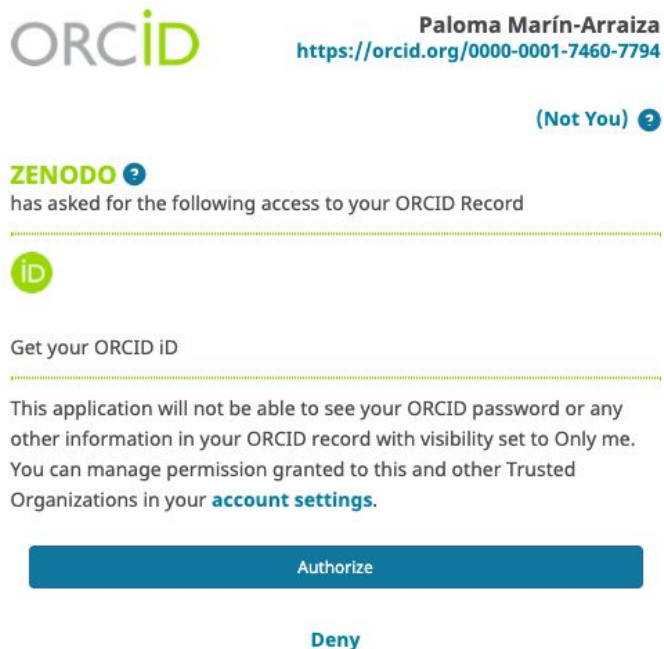 ORCID
Paloma Marín-Arraiza
https://orcid.org/0000-0001-7460-7794
(Not You) ?
ZENODO ?
has asked for the following access to your ORCID Record
iD
Get your ORCID iD
This application will not be able to see your ORCID password or any
other information in your ORCID record with visibility set to Only me.
You can manage permission granted to this and other Trusted
Organizations in your account settings.
Authorize
Deny